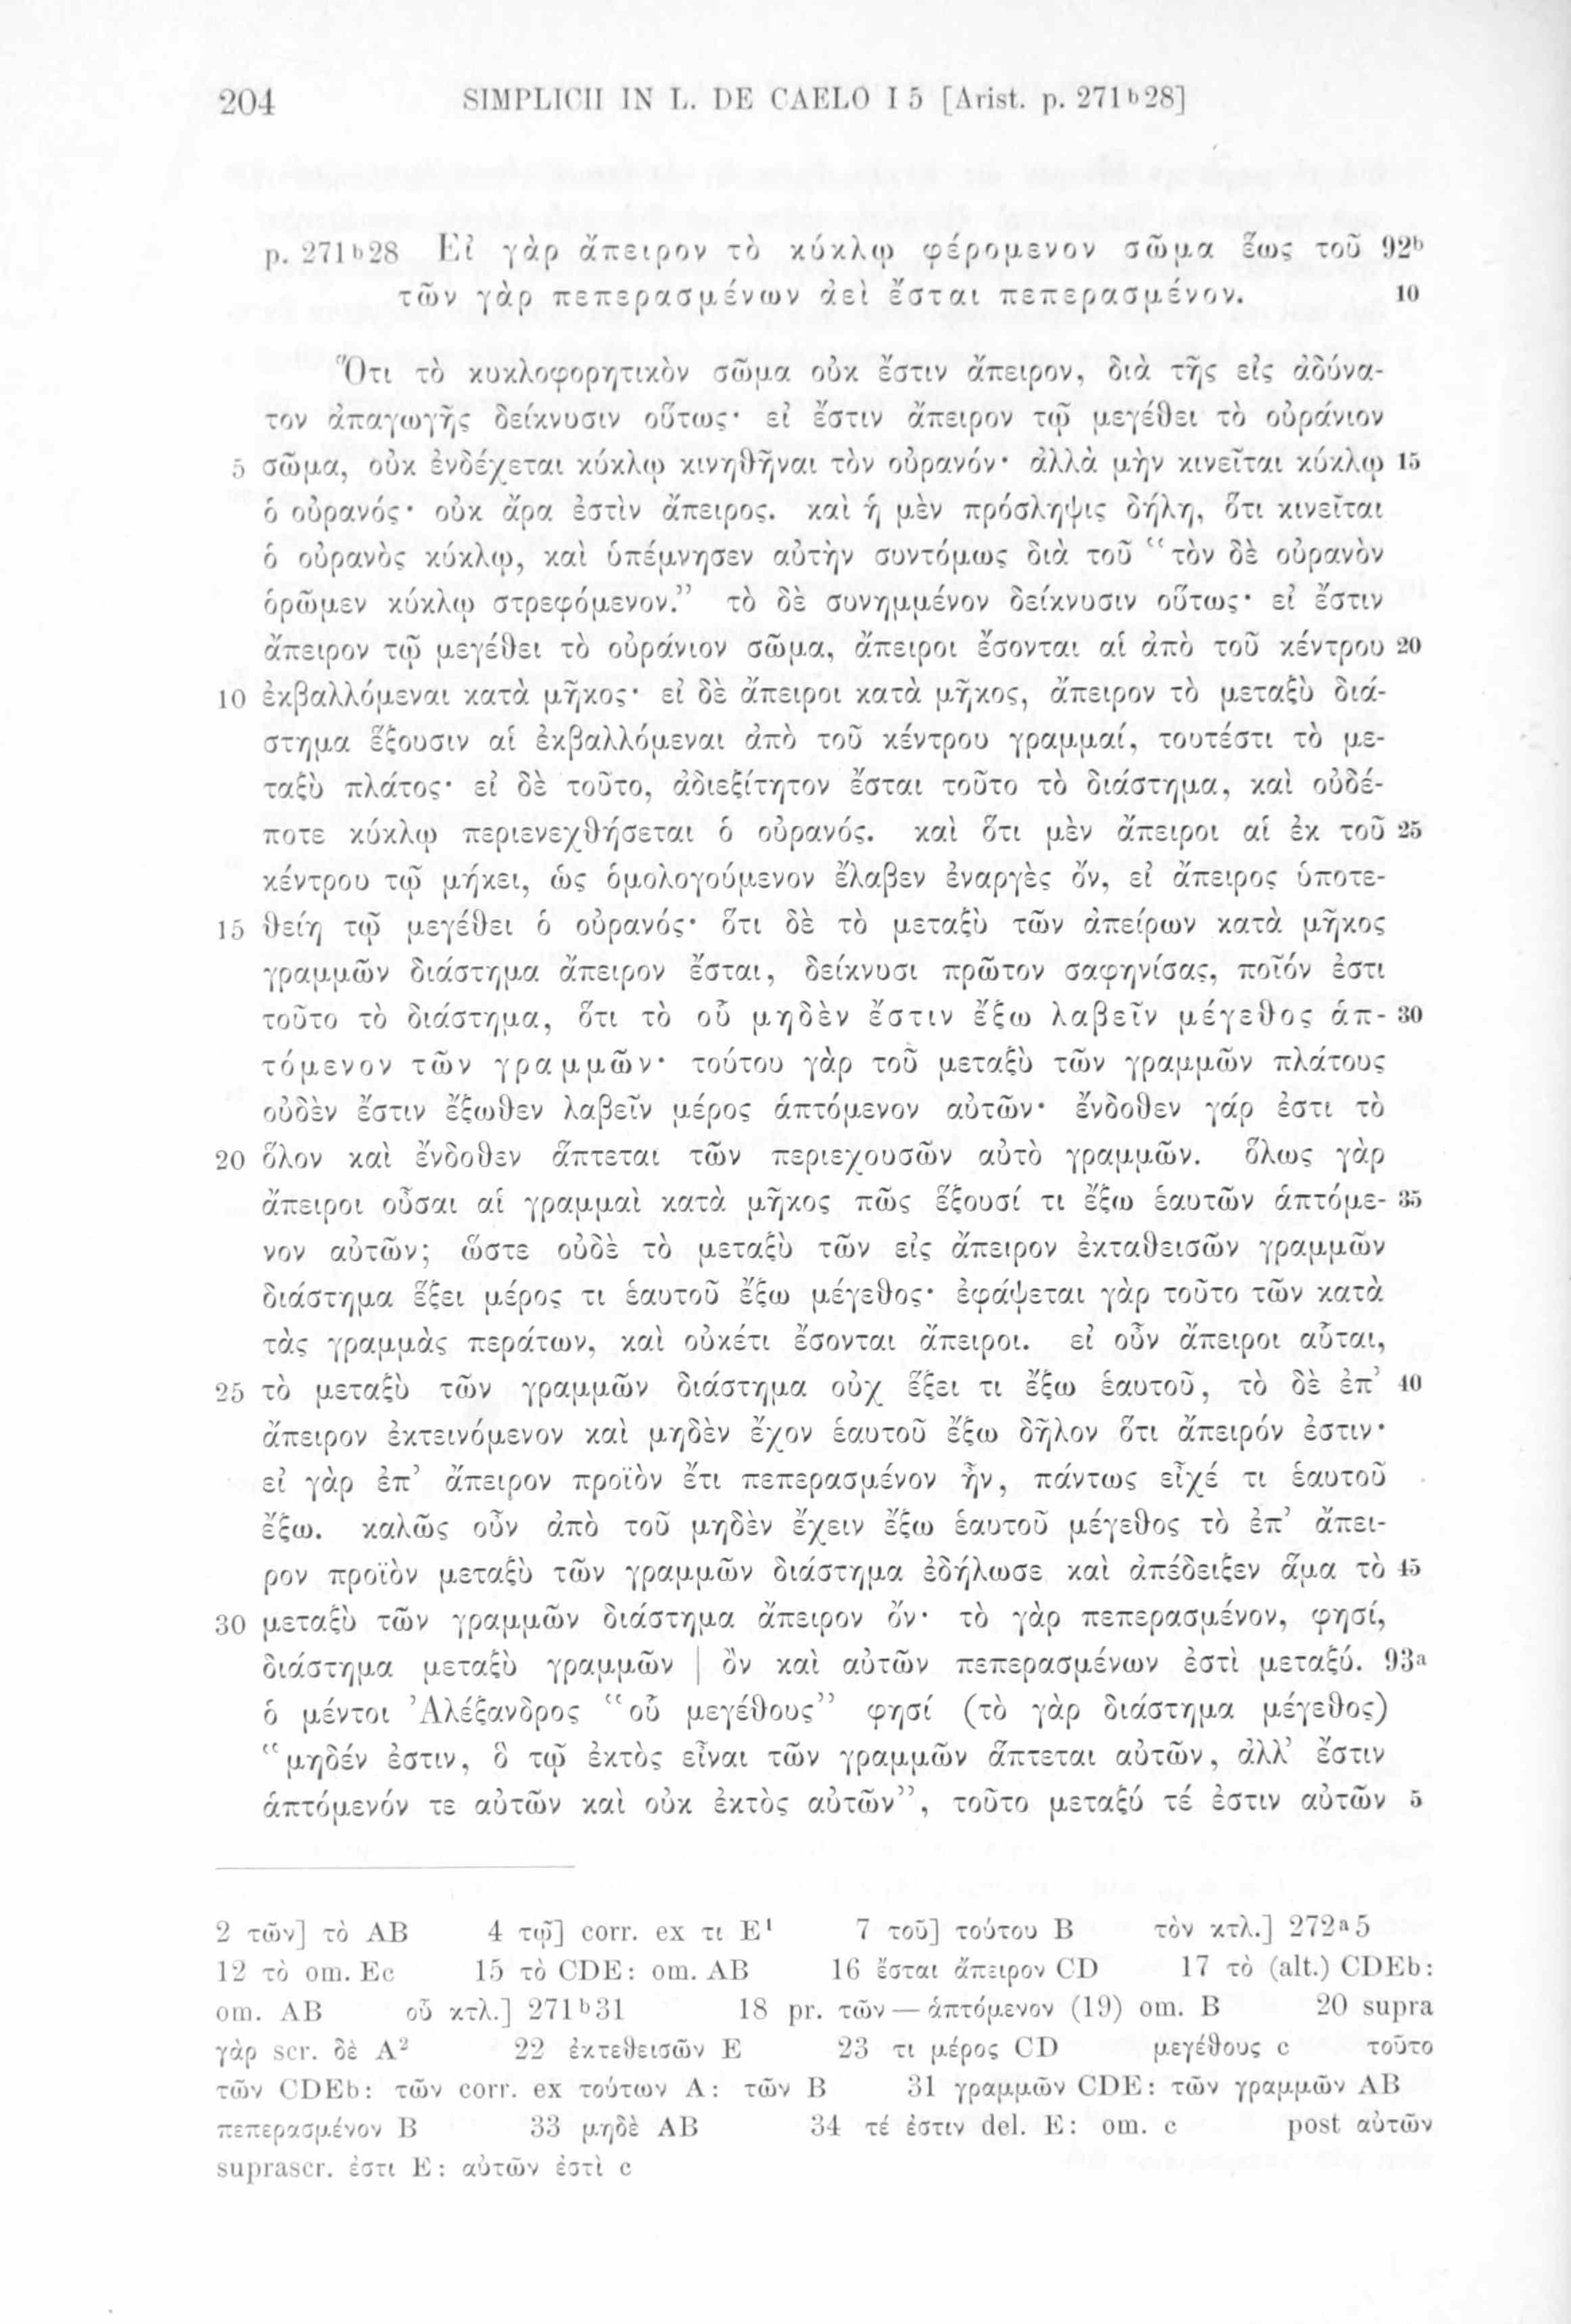 204 SIMPLICII IN L. DE CAELO I 5 [Arist. p. 271ᵇ28]
p. 271ᵇ28 Εἰ γὰρ ἄπειρον τὸ κύκλῳ φέρομενον σῶμα ἕως τοῦ 92ᵇ
τῶν γὰρ πεπερασμένων ἀεὶ ἔσται πεπερασμένον. 10
Ὅτι τὸ κυκλοφορητικὸν σῶμα οὐκ ἔστιν ἄπειρον, διὰ τῆς εἰς ἀδύνα-
τον ἀπαγωγῆς δείκνυσιν οὕτως· εἰ ἔστιν ἄπειρον τῷ μεγέθει τὸ οὐράνιον
5 σῶμα, οὐκ ἐνδέχεται κύκλῳ κινηθῆναι τὸν οὐρανόν· ἀλλὰ μὴν κινεῖται κύκλῳ 15
ὁ οὐρανός· οὐκ ἄρα ἐστὶν ἄπειρος. καὶ ἡ μὲν πρόσληψις δήλη, ὅτι κινεῖται
ὁ οὐρανὸς κύκλῳ, καὶ ὑπέμνησεν αὐτὴν συντόμως διὰ τοῦ “τὸν δὲ οὐρανὸν
ὁρῶμεν κύκλῳ στρεφόμενον.” τὸ δὲ συνημμένον δείκνυσιν οὕτως· εἰ ἔστιν
ἄπειρον τῷ μεγέθει τὸ οὐράνιον σῶμα, ἄπειροι ἔσονται αἱ ἀπὸ τοῦ κέντρου 20
10 ἐκβαλλόμεναι κατὰ μῆκος· εἰ δὲ ἄπειροι κατὰ μῆκος, ἄπειρον τὸ μεταξὺ διά-
στημα ἕξουσιν αἱ ἐκβαλλόμεναι ἀπὸ τοῦ κέντρου γραμμαί, τουτέστι τὸ με-
ταξὺ πλάτος· εἰ δὲ τοῦτο, ἀδιεξίτητον ἔσται τοῦτο τὸ διάστημα, καὶ οὐδέ-
ποτε κύκλῳ περιενεχθήσεται ὁ οὐρανός. καὶ ὅτι μὲν ἄπειροι αἱ ἐκ τοῦ 25
κέντρου τῷ μήκει, ὡς ὁμολογούμενον ἔλαβεν ἐναργὲς ὄν, εἰ ἄπειρος ὑποτε-
15 θείη τῷ μεγέθει ὁ οὐρανός· ὅτι δὲ τὸ μεταξὺ τῶν ἀπείρων κατὰ μῆκος
γραμμῶν διάστημα ἄπειρον ἔσται, δείκνυσι πρῶτον σαφηνίσας, ποῖόν ἐστι
τοῦτο τὸ διάστημα, ὅτι τὸ οὗ μηδὲν ἔστιν ἔξω λαβεῖν μέγεθος ἁπ- 30
τόμενον τῶν γραμμῶν· τούτου γὰρ τοῦ μεταξὺ τῶν γραμμῶν πλάτους
οὐδὲν ἔστιν ἔξωθεν λαβεῖν μέρος ἁπτόμενον αὐτῶν· ἔνδοθεν γάρ ἐστι τὸ
20 ὅλον καὶ ἔνδοθεν ἅπτεται τῶν περιεχουσῶν αὐτὸ γραμμῶν. ὅλως γὰρ
ἄπειροι οὖσαι αἱ γραμμαὶ κατὰ μῆκος πῶς ἕξουσί τι ἔξω ἑαυτῶν ἁπτόμε- 35
νον αὐτῶν; ὥστε οὐδὲ τὸ μεταξὺ τῶν εἰς ἄπειρον ἐκταθεισῶν γραμμῶν
διάστημα ἕξει μέρος τι ἑαυτοῦ ἔξω μέγεθος· ἐφάψεται γὰρ τοῦτο τῶν κατὰ
τὰς γραμμὰς περάτων, καὶ οὐκέτι ἔσονται ἄπειροι. εἰ οὖν ἄπειροι αὗται,
25 τὸ μεταξὺ τῶν γραμμῶν διάστημα οὐχ ἕξει τι ἔξω ἑαυτοῦ, τὸ δὲ ἐπ’ 40
ἄπειρον ἐκτεινόμενον καὶ μηδὲν ἔχον ἑαυτοῦ ἔξω δῆλον ὅτι ἄπειρόν ἐστιν·
εἰ γὰρ ἐπ’ ἄπειρον προϊὸν ἔτι πεπερασμένον ἦν, πάντως εἶχέ τι ἑαυτοῦ
ἔξω. καλῶς οὖν ἀπὸ τοῦ μηδὲν ἔχειν ἔξω ἑαυτοῦ μέγεθος τὸ ἐπ’ ἄπει-
ρον προϊὸν μεταξὺ τῶν γραμμῶν διάστημα ἐδήλωσε καὶ ἀπέδειξεν ἅμα τὸ 45
30 μεταξὺ τῶν γραμμῶν διάστημα ἄπειρον ὄν· τὸ γὰρ πεπερασμένον, φησί,
διάστημα μεταξὺ γραμμῶν | ὂν καὶ αὐτῶν πεπερασμένων ἐστὶ μεταξύ. 93ᵃ
ὁ μέντοι Ἀλέξανδρος “οὗ μεγέθους” φησί (τὸ γὰρ διάστημα μέγεθος)
“μηδέν ἐστιν, ὃ τῷ ἐκτὸς εἶναι τῶν γραμμῶν ἅπτεται αὐτῶν, ἀλλ’ ἔστιν
ἁπτόμενόν τε αὐτῶν καὶ οὐκ ἐκτὸς αὐτῶν”, τοῦτο μεταξύ τέ ἐστιν αὐτῶν 5
2 τῶν] τὸ AB 4 τῷ] corr. ex τι E¹ 7 τοῦ] τούτου B τὸν κτλ.] 272ᵃ5
12 τὸ om. Ec 15 τὸ CDE: om. AB 16 ἔσται ἄπειρον CD 17 τὸ (alt.) CDEb:
om. AB οὗ κτλ.] 271ᵇ31 18 pr. τῶν — ἁπτόμενον (19) om. B 20 supra
γὰρ scr. δὲ A² 22 ἐκτεθεισῶν E 23 τι μέρος CD μεγέθους c τοῦτο
τῶν CDEb: τῶν corr. ex τούτων A: τῶν B 31 γραμμῶν CDE: τῶν γραμμῶν AB
πεπερασμένον B 33 μηδὲ AB 34 τέ ἐστιν del. E: om. c post αὐτῶν
suprascr. ἐστι E: αὐτῶν ἐστὶ c